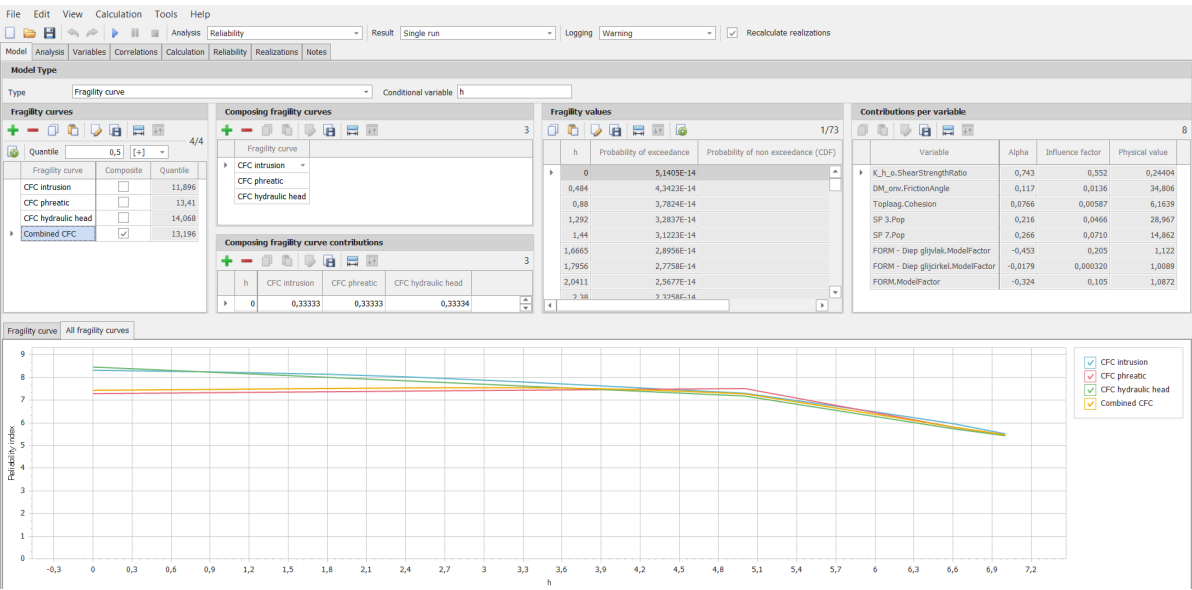 File Edit View Calculation Tools Help
Analysis Reliability Result Single run Logging Warning Recalculate realizations
Model Analysis Variables Correlations Calculation Reliability Realizations Notes
Model Type
Type Fragility curve Conditional variable h
Fragility curves
4/4
Quantile 0,5 [÷]
Fragility curve Composite Quantile
CFC intrusion 11,896
CFC phreatic 13,41
CFC hydraulic head 14,068
Combined CFC 13,196
Composing fragility curves
3
Fragility curve
CFC intrusion
CFC phreatic
CFC hydraulic head
Composing fragility curve contributions
3
h CFC intrusion CFC phreatic CFC hydraulic head
0 0,33333 0,33333 0,33334
Fragility values
1/73
h Probability of exceedance Probability of non exceedance (CDF)
0 5,1405E-14
0,484 4,3423E-14
0,88 3,7824E-14
1,292 3,2837E-14
1,44 3,1223E-14
1,6665 2,8956E-14
1,7956 2,7758E-14
2,0411 2,5677E-14
2,38 2,3258E-14
Contributions per variable
8
Variable Alpha Influence factor Physical value
K_h_o.ShearStrengthRatio 0,743 0,552 0,24404
DM_onv.FrictionAngle 0,117 0,0136 34,806
Toplaag.Cohesion 0,0766 0,00587 6,1639
SP 3.Pop 0,216 0,0466 28,967
SP 7.Pop 0,266 0,0710 14,862
FORM - Diep glijvlak.ModelFactor -0,453 0,205 1,122
FORM - Diep glijcirkel.ModelFactor -0,0179 0,000320 1,0089
FORM.ModelFactor -0,324 0,105 1,0872
Fragility curve All fragility curves
Reliability index
9
8
7
6
5
4
3
2
1
0
-0,3 0 0,3 0,6 0,9 1,2 1,5 1,8 2,1 2,4 2,7 3 3,3 3,6 3,9 4,2 4,5 4,8 5,1 5,4 5,7 6 6,3 6,6 6,9 7,2
h
CFC intrusion
CFC phreatic
CFC hydraulic head
Combined CFC